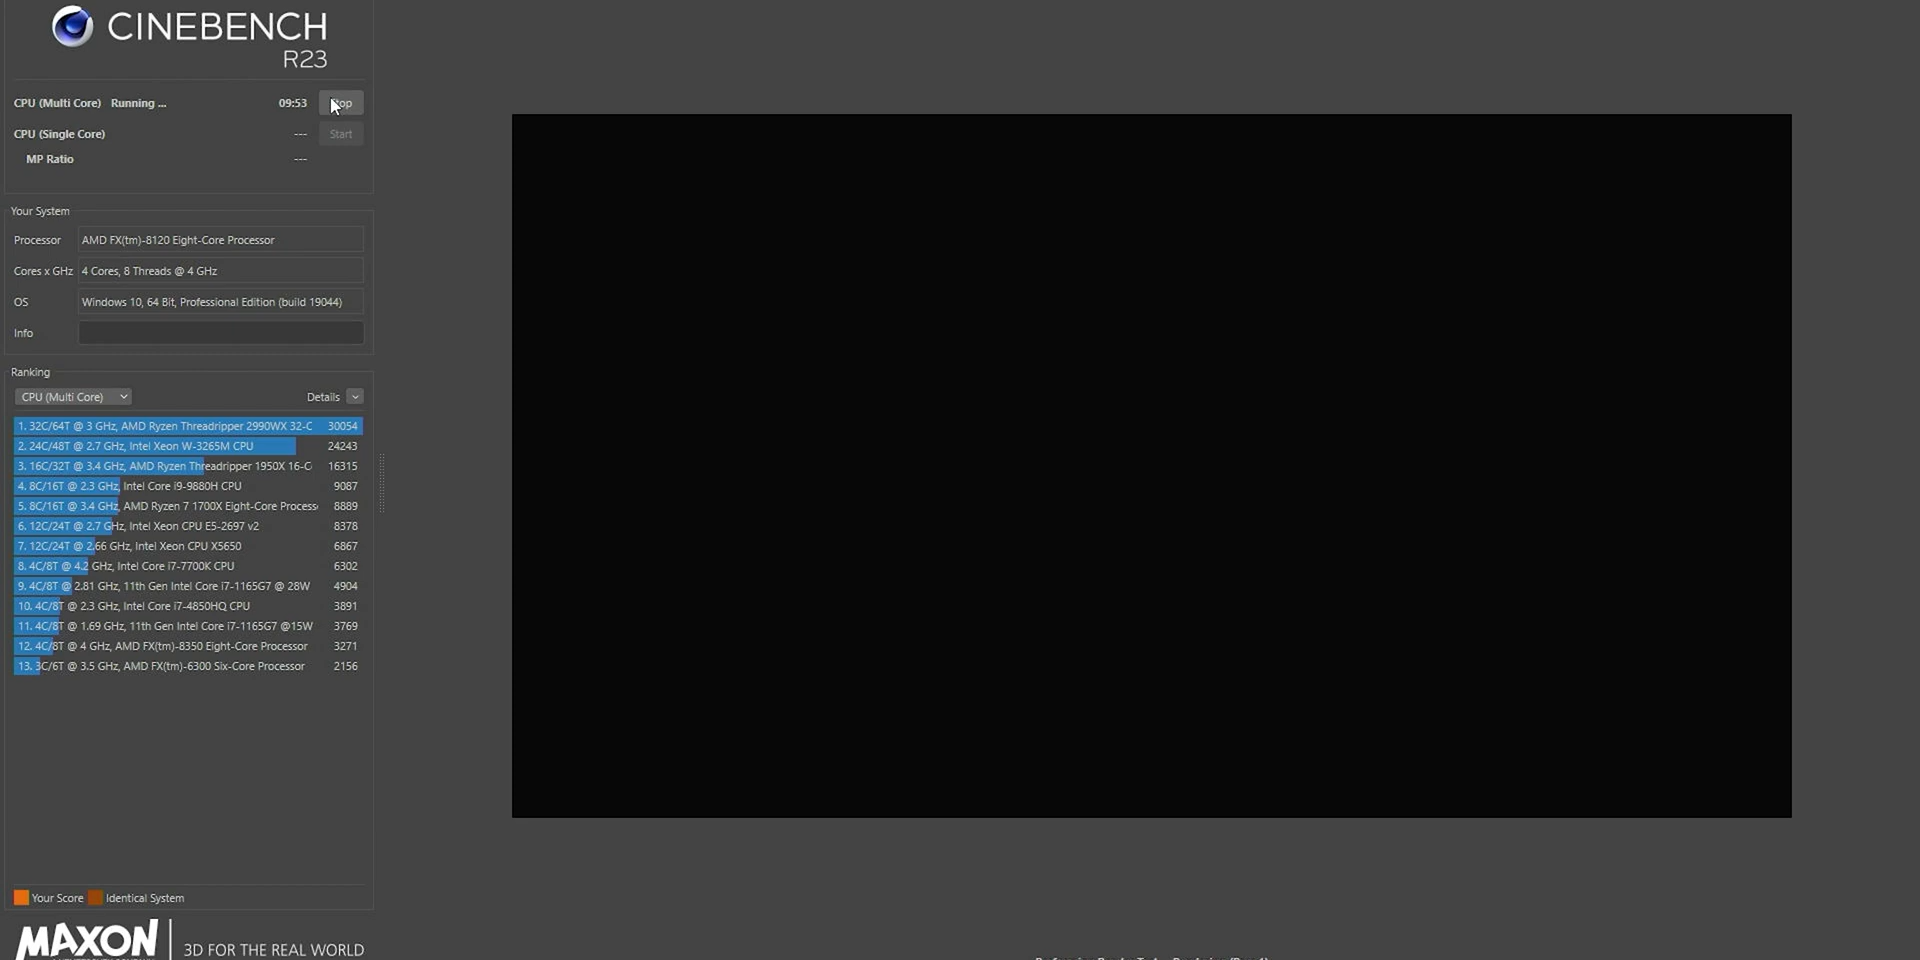 CINEBENCH
R23
CPU (Multi Core) Running ... 09:53
CPU (Single Core) --- Start
MP Ratio ---
Your System
Processor AMD FX(tm)-8120 Eight-Core Processor
Cores x GHz 4 Cores, 8 Threads @ 4 GHz
OS Windows 10, 64 Bit, Professional Edition (build 19044)
Info
Ranking
CPU (Multi Core) Details
1. 32C/64T @ 3 GHz, AMD Ryzen Threadripper 2990WX 32-C 30054
2. 24C/48T @ 2.7 GHz, Intel Xeon W-3265M CPU 24243
3. 16C/32T @ 3.4 GHz, AMD Ryzen Threadripper 1950X 16-C 16315
4. 8C/16T @ 2.3 GHz, Intel Core i9-9880H CPU 9087
5. 8C/16T @ 3.4 GHz, AMD Ryzen 7 1700X Eight-Core Process 8889
6. 12C/24T @ 2.7 GHz, Intel Xeon CPU E5-2697 v2 8378
7. 12C/24T @ 2.66 GHz, Intel Xeon CPU X5650 6867
8. 4C/8T @ 4.2 GHz, Intel Core i7-7700K CPU 6302
9. 4C/8T @ 2.81 GHz, 11th Gen Intel Core i7-1165G7 @ 28W 4904
10. 4C/8T @ 2.3 GHz, Intel Core i7-4850HQ CPU 3891
11. 4C/8T @ 1.69 GHz, 11th Gen Intel Core i7-1165G7 @15W 3769
12. 4C/8T @ 4 GHz, AMD FX(tm)-8350 Eight-Core Processor 3271
13. 3C/6T @ 3.5 GHz, AMD FX(tm)-6300 Six-Core Processor 2156
Your Score Identical System
MAXON 3D FOR THE REAL WORLD